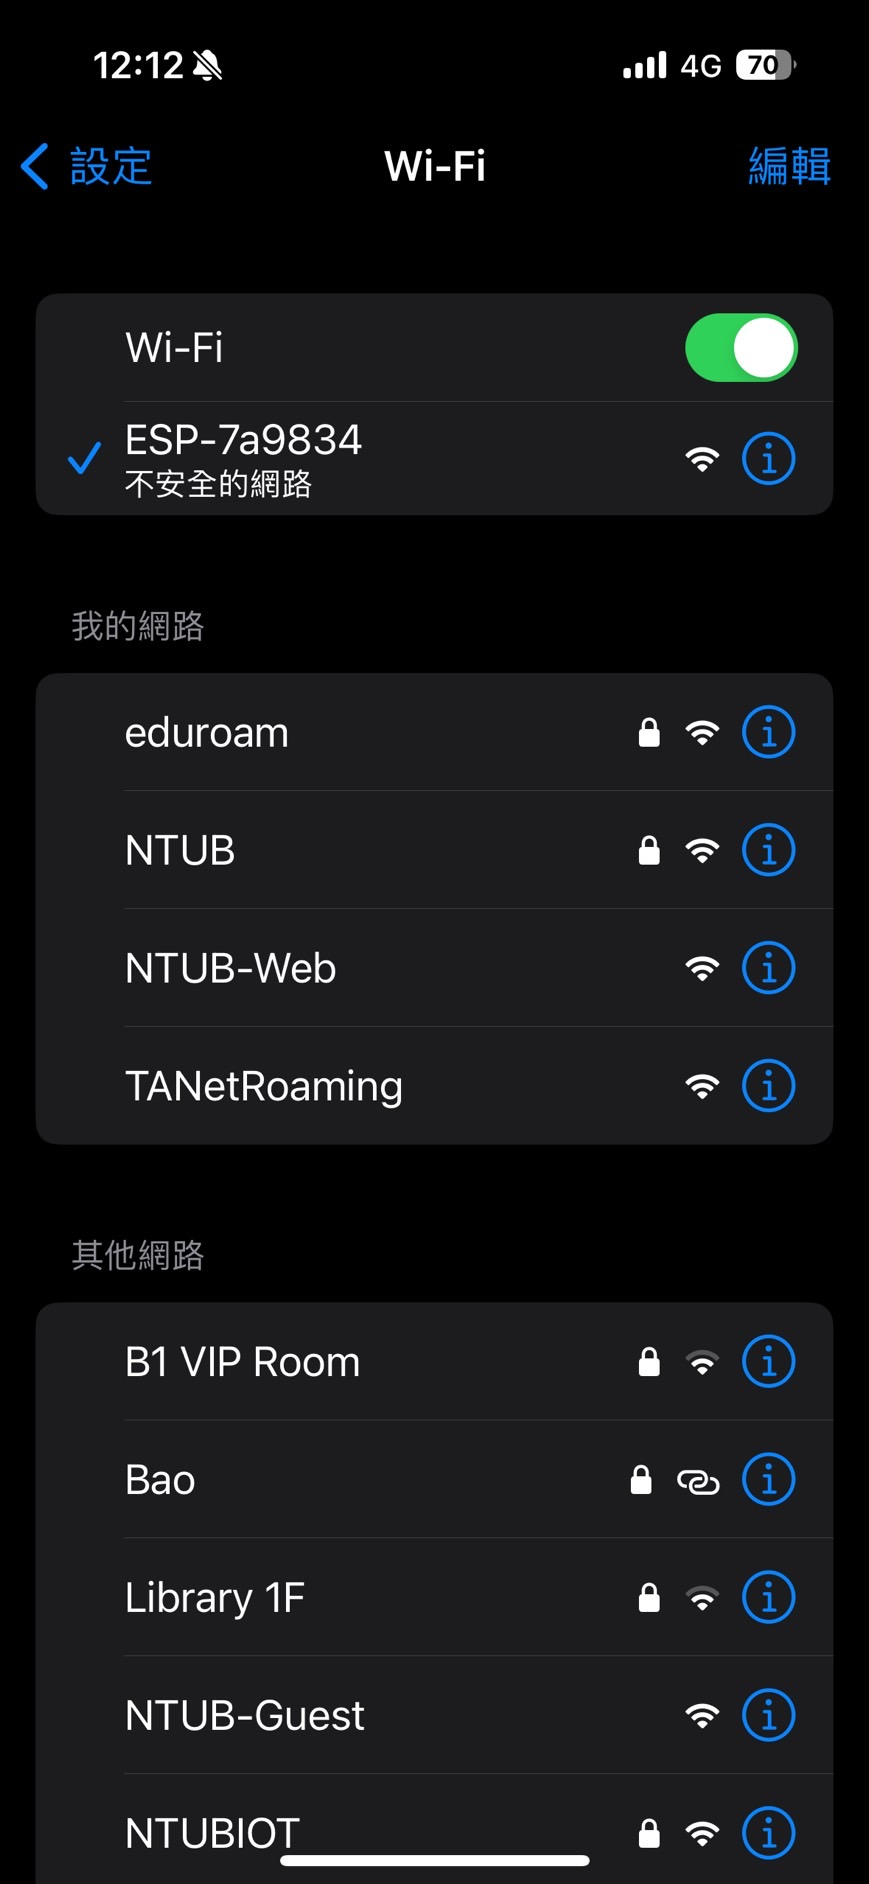 12:12
4G
70
設定
Wi-Fi
編輯
Wi-Fi
ESP-7a9834
不安全的網路
我的網路
eduroam
NTUB
NTUB-Web
TANetRoaming
其他網路
B1 VIP Room
Bao
Library 1F
NTUB-Guest
NTUBIOT